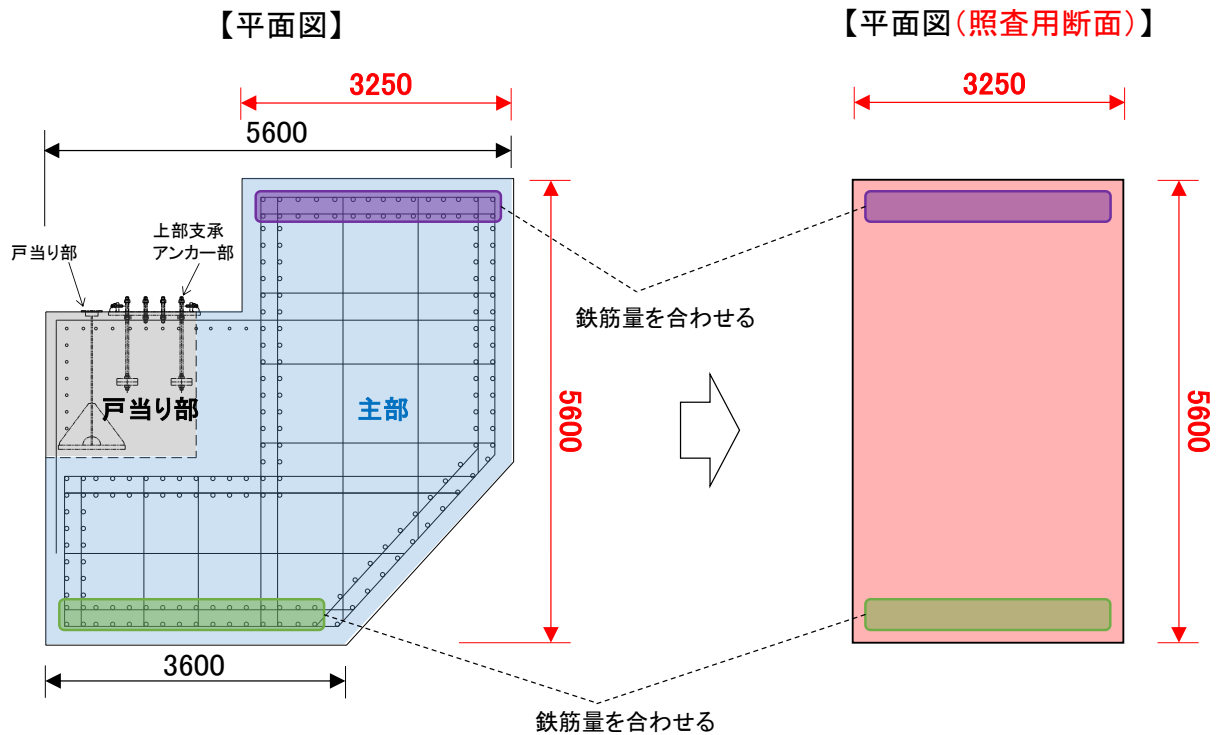 【平面図】
【平面図(照査用断面)】
3250
3250
5600
上部支承
アンカー部
戸当り部
鉄筋量を合わせる
戸当り部
主部
5600
5600
3600
鉄筋量を合わせる